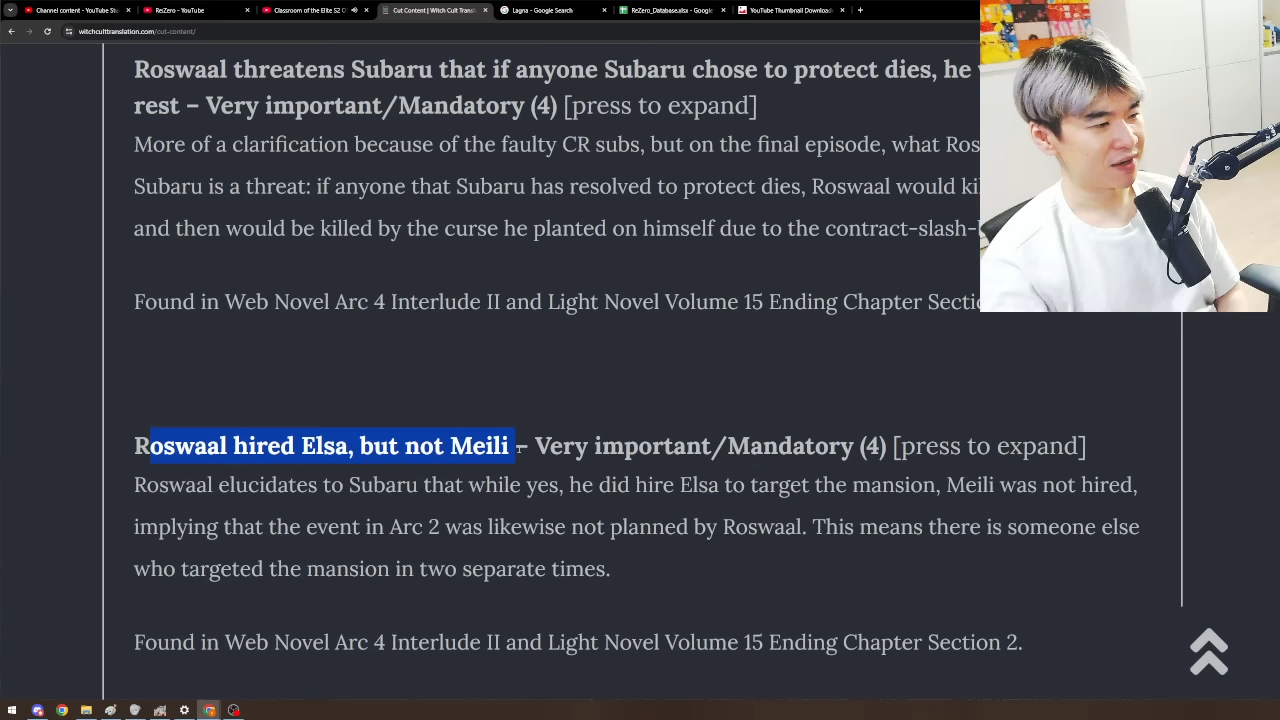 Channel content - YouTube Stu
ReZero - YouTube
Classroom of the Elite S2 C
Cut Content | Witch Cult Transl
Lagna - Google Search
ReZero_Database.xlsx - Google
YouTube Thumbnail Download
witchculttranslation.com/cut-content/
Roswaal threatens Subaru that if anyone Subaru chose to protect dies, he
rest – Very important/Mandatory (4) [press to expand]
More of a clarification because of the faulty CR subs, but on the final episode, what Ros
Subaru is a threat: if anyone that Subaru has resolved to protect dies, Roswaal would ki
and then would be killed by the curse he planted on himself due to the contract-slash-
Found in Web Novel Arc 4 Interlude II and Light Novel Volume 15 Ending Chapter Sectio
Roswaal hired Elsa, but not Meili – Very important/Mandatory (4) [press to expand]
Roswaal elucidates to Subaru that while yes, he did hire Elsa to target the mansion, Meili was not hired,
implying that the event in Arc 2 was likewise not planned by Roswaal. This means there is someone else
who targeted the mansion in two separate times.
Found in Web Novel Arc 4 Interlude II and Light Novel Volume 15 Ending Chapter Section 2.